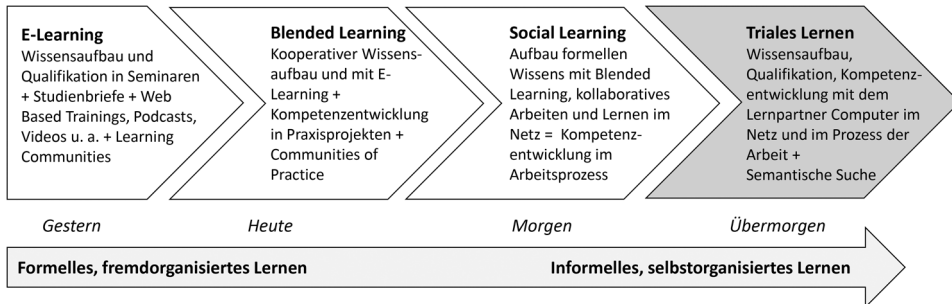 E-Learning
Wissensaufbau und
Qualifikation in Seminaren
+ Studienbriefe + Web
Based Trainings, Podcasts,
Videos u. a. + Learning
Communities
Blended Learning
Kooperativer Wissens-
aufbau und mit E-
Learning +
Kompetenzentwicklung
in Praxisprojekten +
Communities of
Practice
Social Learning
Aufbau formellen
Wissens mit Blended
Learning, kollaboratives
Arbeiten und Lernen im
Netz = Kompetenz-
entwicklung im
Arbeitsprozess
Triales Lernen
Wissensaufbau,
Qualifikation, Kompetenz-
entwicklung mit dem
Lernpartner Computer im
Netz und im Prozess der
Arbeit +
Semantische Suche
Gestern
Heute
Morgen
Übermorgen
Formelles, fremdorganisiertes Lernen
Informelles, selbstorganisiertes Lernen